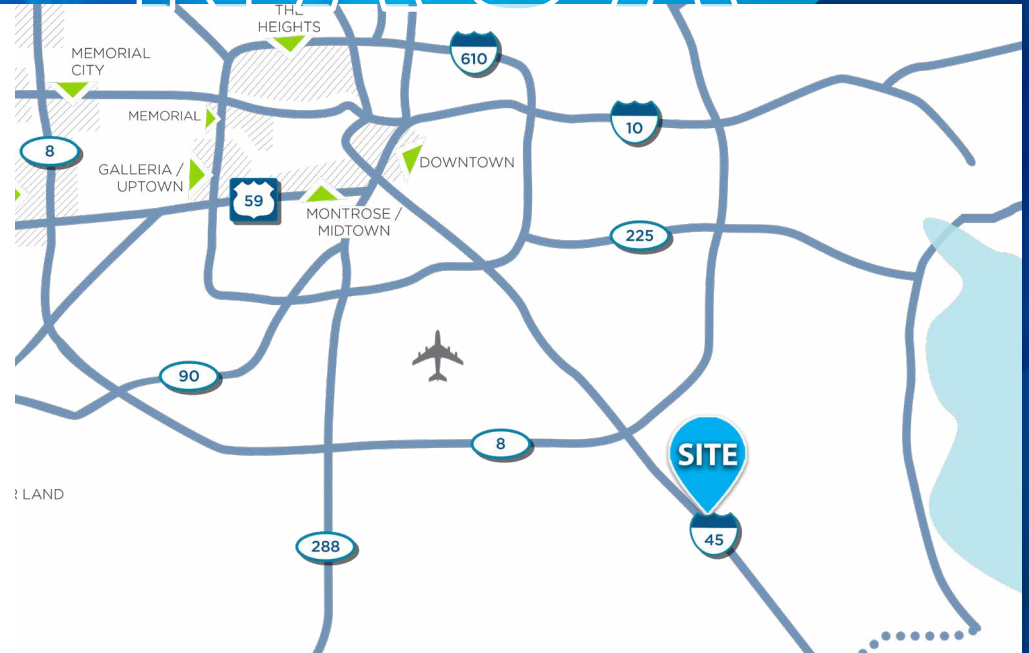 THE
HEIGHTS
610
MEMORIAL
CITY
MEMORIAL
10
8
GALLERIA /
UPTOWN
DOWNTOWN
59
MONTROSE /
MIDTOWN
225
90
8
SITE
R LAND
45
288